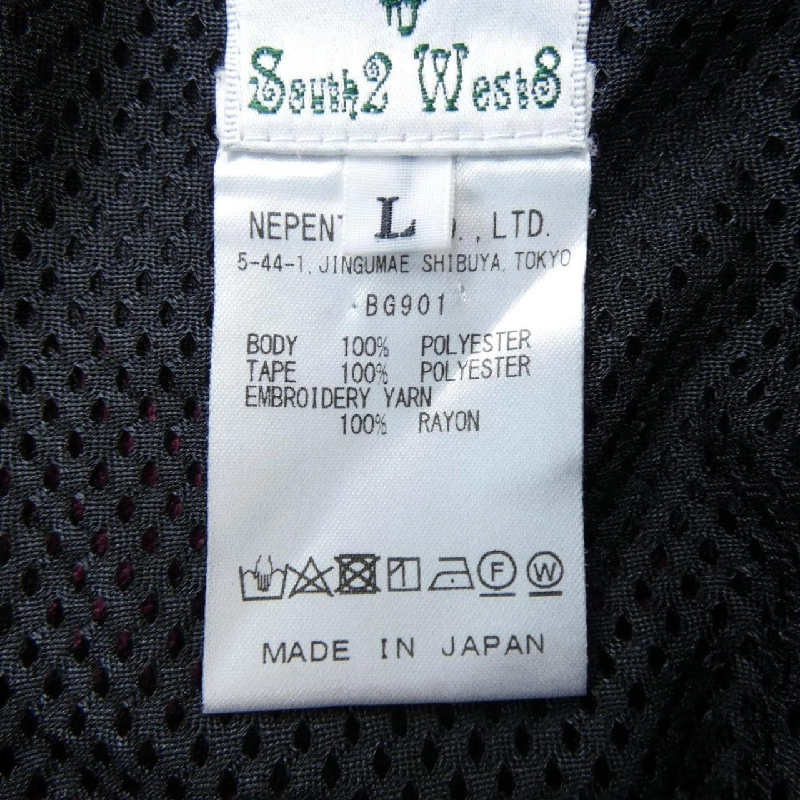 South2 West8
L
NEPEN ., LTD.
5-44-1, JINGUMAE SHIBUYA, TOKYO
BG901
BODY 100% POLYESTER
TAPE 100% POLYESTER
EMBROIDERY YARN
100% RAYON
F W
MADE IN JAPAN